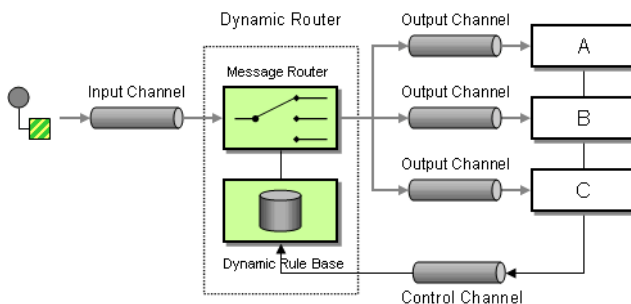 Dynamic Router
Input Channel
Message Router
Dynamic Rule Base
Output Channel
A
Output Channel
B
Output Channel
C
Control Channel